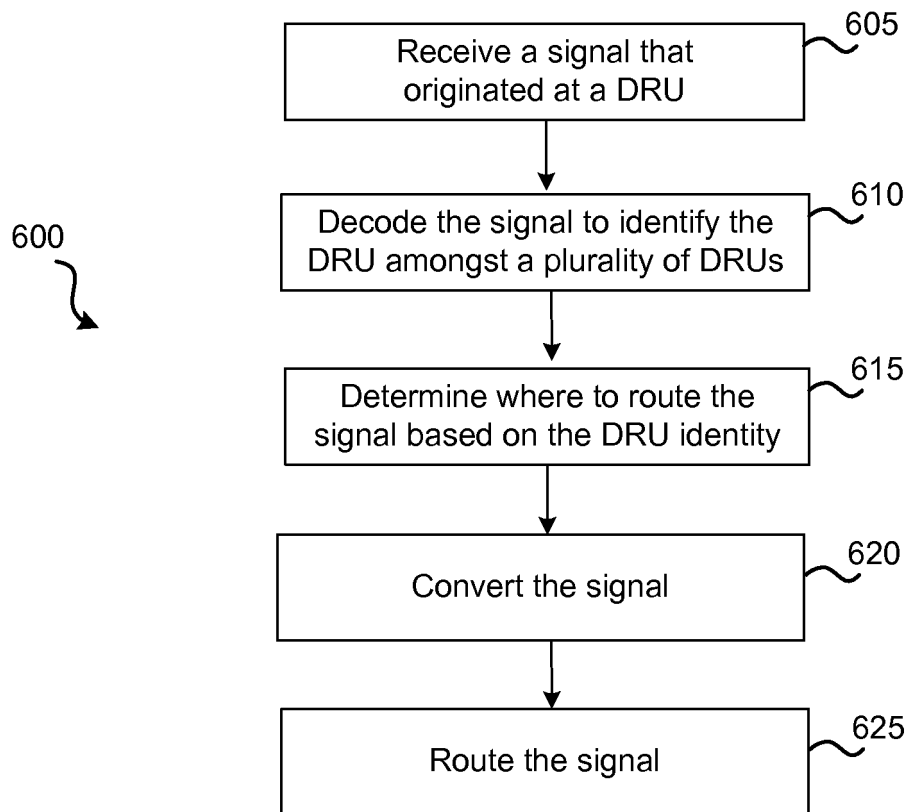 605
Receive a signal that
originated at a DRU
610
Decode the signal to identify the
DRU amongst a plurality of DRUs
600
615
Determine where to route the
signal based on the DRU identity
620
Convert the signal
625
Route the signal